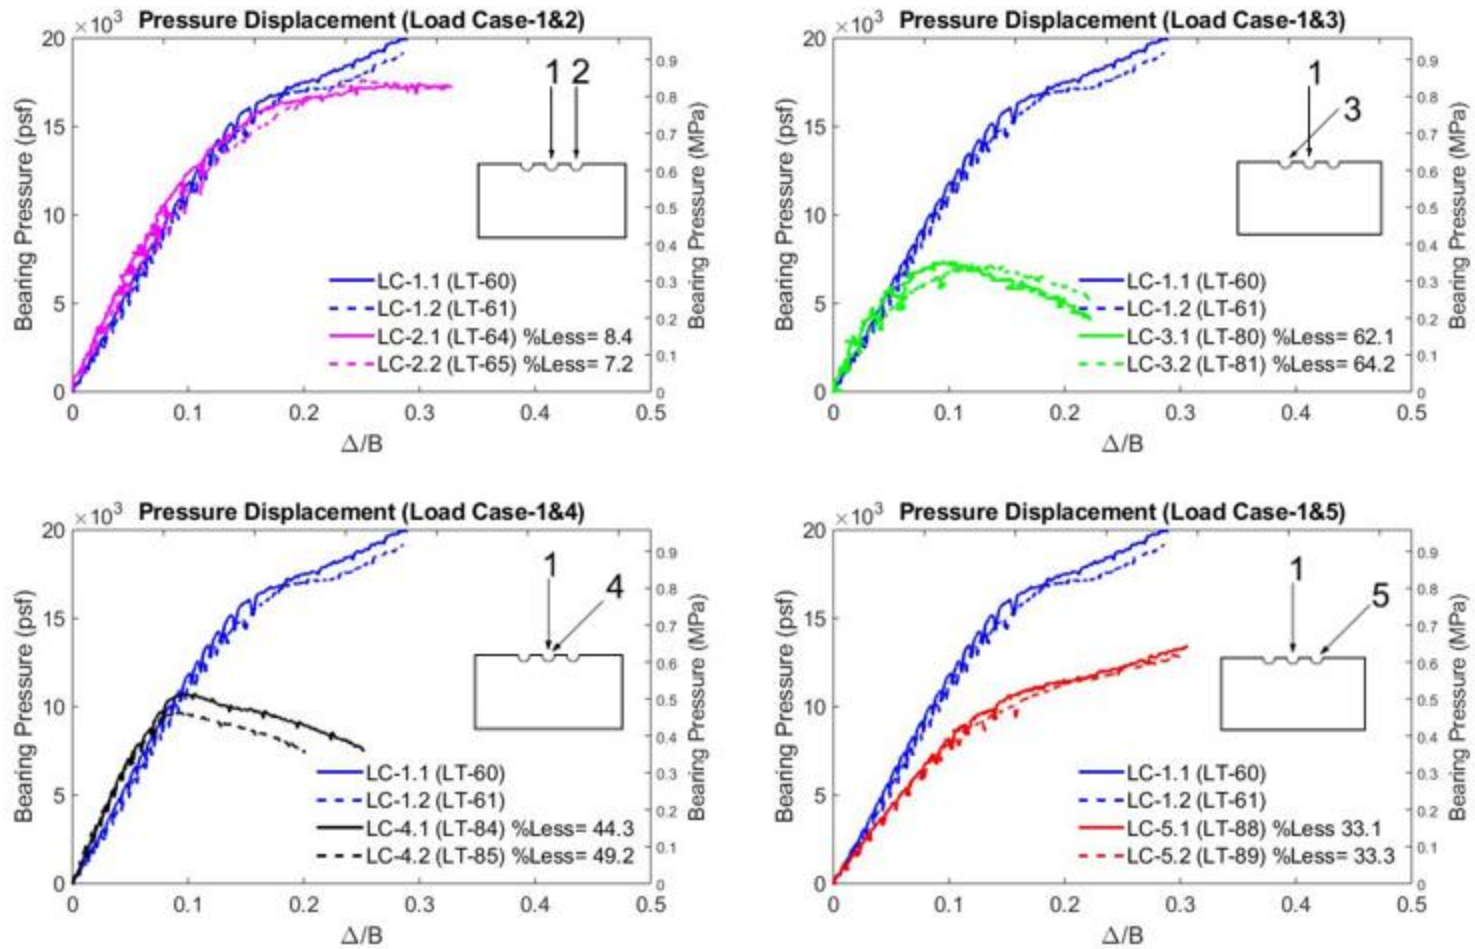 ×10³ Pressure Displacement (Load Case-1&2)
20
15
10
5
0
Bearing Pressure (psf)
0 0.1 0.2 0.3 0.4 0.5
Δ/B
0.9
0.8
0.7
0.6
0.5
0.4
0.3
0.2
0.1
0
Bearing Pressure (MPa)
1 2
LC-1.1 (LT-60)
LC-1.2 (LT-61)
LC-2.1 (LT-64) %Less= 8.4
LC-2.2 (LT-65) %Less= 7.2
×10³ Pressure Displacement (Load Case-1&3)
20
15
10
5
0
Bearing Pressure (psf)
0 0.1 0.2 0.3 0.4 0.5
Δ/B
0.9
0.8
0.7
0.6
0.5
0.4
0.3
0.2
0.1
0
Bearing Pressure (MPa)
1
3
LC-1.1 (LT-60)
LC-1.2 (LT-61)
LC-3.1 (LT-80) %Less= 62.1
LC-3.2 (LT-81) %Less= 64.2
×10³ Pressure Displacement (Load Case-1&4)
20
15
10
5
0
Bearing Pressure (psf)
0 0.1 0.2 0.3 0.4 0.5
Δ/B
0.9
0.8
0.7
0.6
0.5
0.4
0.3
0.2
0.1
0
Bearing Pressure (MPa)
1
4
LC-1.1 (LT-60)
LC-1.2 (LT-61)
LC-4.1 (LT-84) %Less= 44.3
LC-4.2 (LT-85) %Less= 49.2
×10³ Pressure Displacement (Load Case-1&5)
20
15
10
5
0
Bearing Pressure (psf)
0 0.1 0.2 0.3 0.4 0.5
Δ/B
0.9
0.8
0.7
0.6
0.5
0.4
0.3
0.2
0.1
0
Bearing Pressure (MPa)
1
5
LC-1.1 (LT-60)
LC-1.2 (LT-61)
LC-5.1 (LT-88) %Less 33.1
LC-5.2 (LT-89) %Less= 33.3